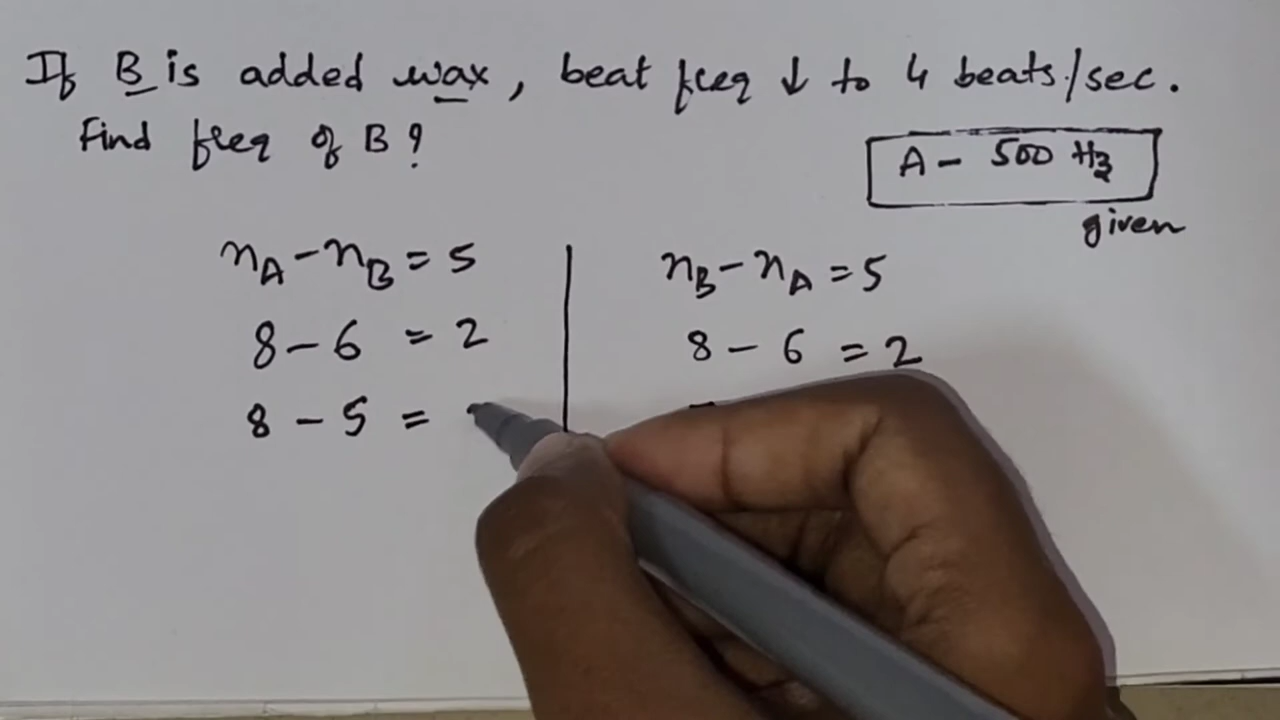 If B is added wax, beat freq ↓ to 4 beats/sec.
Find freq of B?
A - 500 Hz
given
nA - nB = 5
8 - 6 = 2
8 - 5 =
nB - nA = 5
8 - 6 = 2